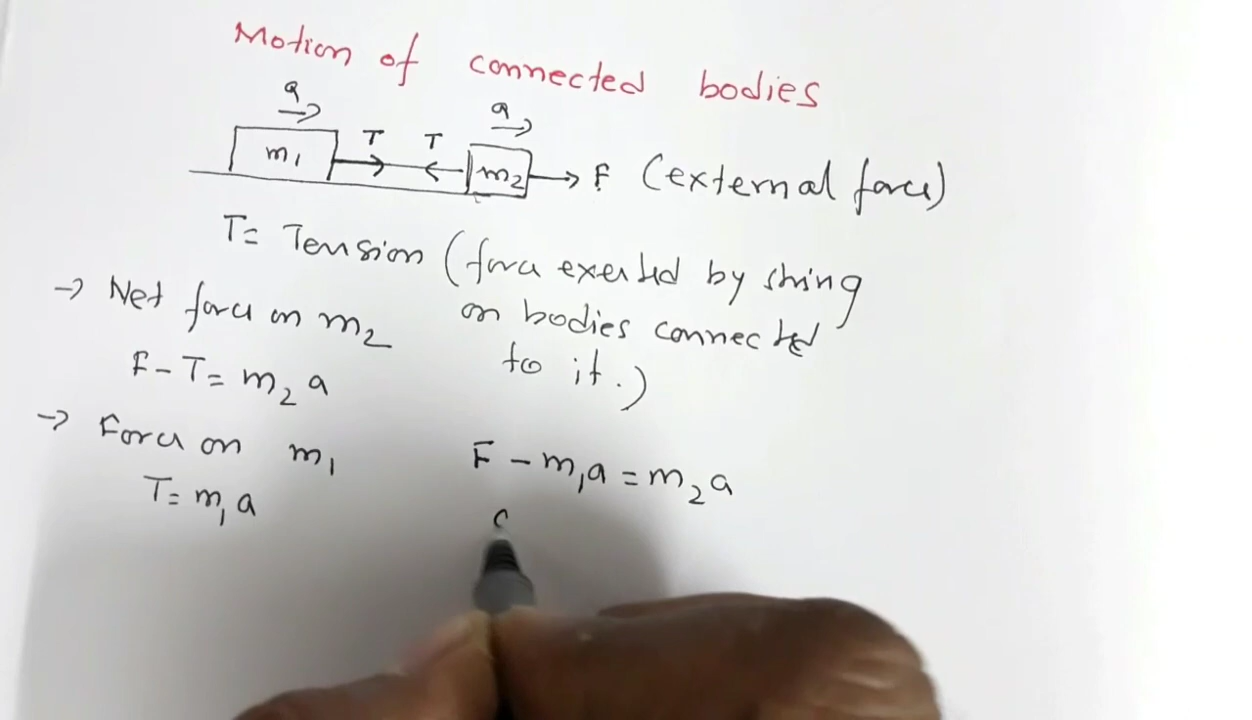 Motion of connected bodies
a a
m₁ T T m₂ F (external force)
T = Tension (force exerted by string
on bodies connected
to it.)
→ Net force on m₂
F - T = m₂ a
→ Force on m₁
T = m₁ a
F - m₁a = m₂ a